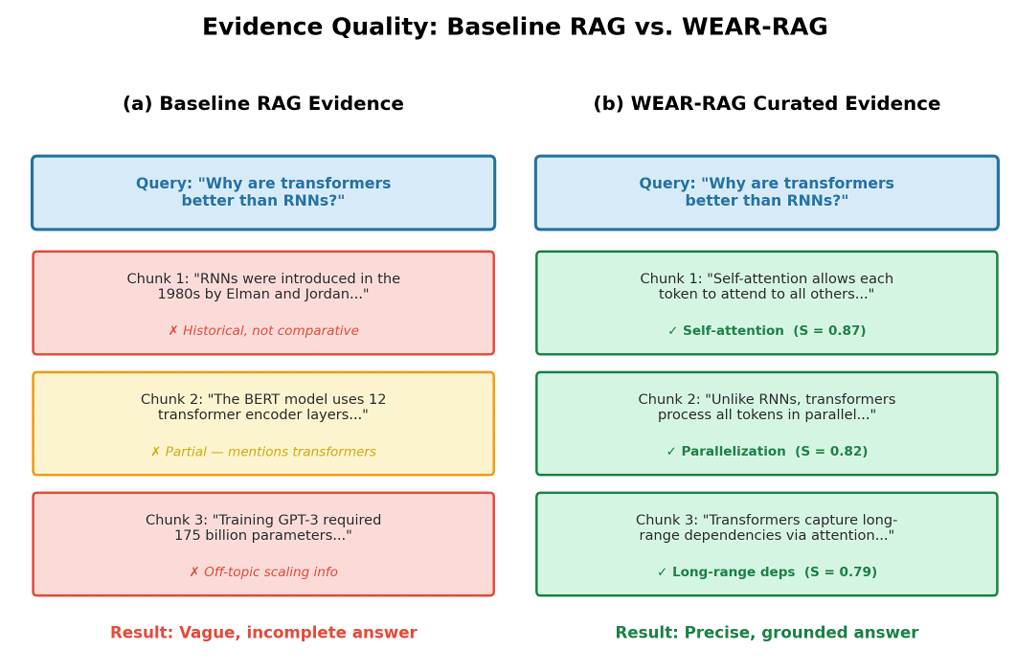 Evidence Quality: Baseline RAG vs. WEAR-RAG
(a) Baseline RAG Evidence
Query: "Why are transformers
better than RNNs?"
Chunk 1: "RNNs were introduced in the
1980s by Elman and Jordan..."
✗ Historical, not comparative
Chunk 2: "The BERT model uses 12
transformer encoder layers..."
✗ Partial — mentions transformers
Chunk 3: "Training GPT-3 required
175 billion parameters..."
✗ Off-topic scaling info
Result: Vague, incomplete answer
(b) WEAR-RAG Curated Evidence
Query: "Why are transformers
better than RNNs?"
Chunk 1: "Self-attention allows each
token to attend to all others..."
✓ Self-attention (S = 0.87)
Chunk 2: "Unlike RNNs, transformers
process all tokens in parallel..."
✓ Parallelization (S = 0.82)
Chunk 3: "Transformers capture long-
range dependencies via attention..."
✓ Long-range deps (S = 0.79)
Result: Precise, grounded answer